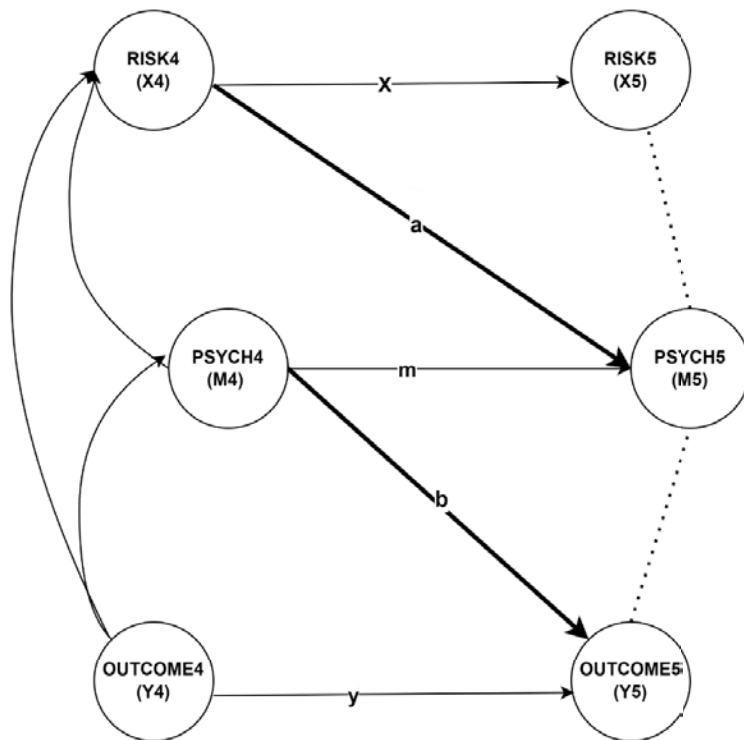 RISK4
(X4)
RISK5
(X5)
X
a
PSYCH4
(M4)
PSYCH5
(M5)
m
b
OUTCOME4
(Y4)
OUTCOME5
(Y5)
y